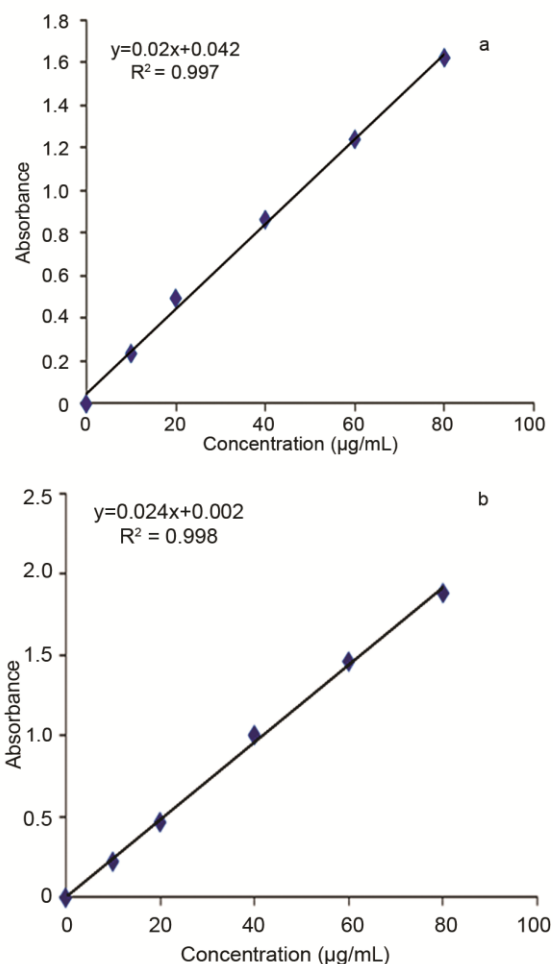 1.8
y=0.02x+0.042
a
R² = 0.997
1.6
1.4
1.2
1.0
0.8
0.6
0.4
0.2
0
Absorbance
0 20 40 60 80 100
Concentration (µg/mL)
2.5
y=0.024x+0.002
b
R² = 0.998
2.0
1.5
1.0
0.5
0
Absorbance
0 20 40 60 80 100
Concentration (µg/mL)